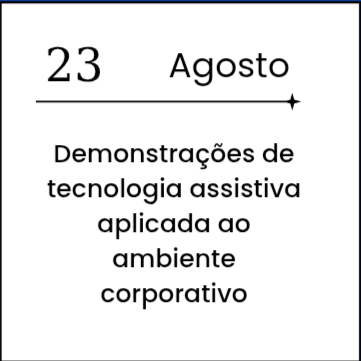 23 Agosto
Demonstrações de
tecnologia assistiva
aplicada ao
ambiente
corporativo